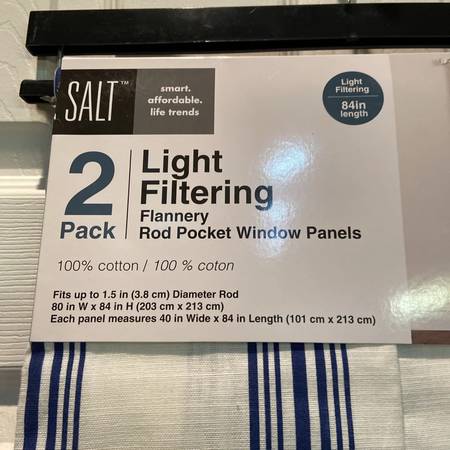 SALT™
smart.
affordable.
life trends
Light
Filtering
84in
length
2
Pack
Light
Filtering
Flannery
Rod Pocket Window Panels
100% cotton / 100 % coton
Fits up to 1.5 in (3.8 cm) Diameter Rod
80 in W x 84 in H (203 cm x 213 cm)
Each panel measures 40 in Wide x 84 in Length (101 cm x 213 cm)